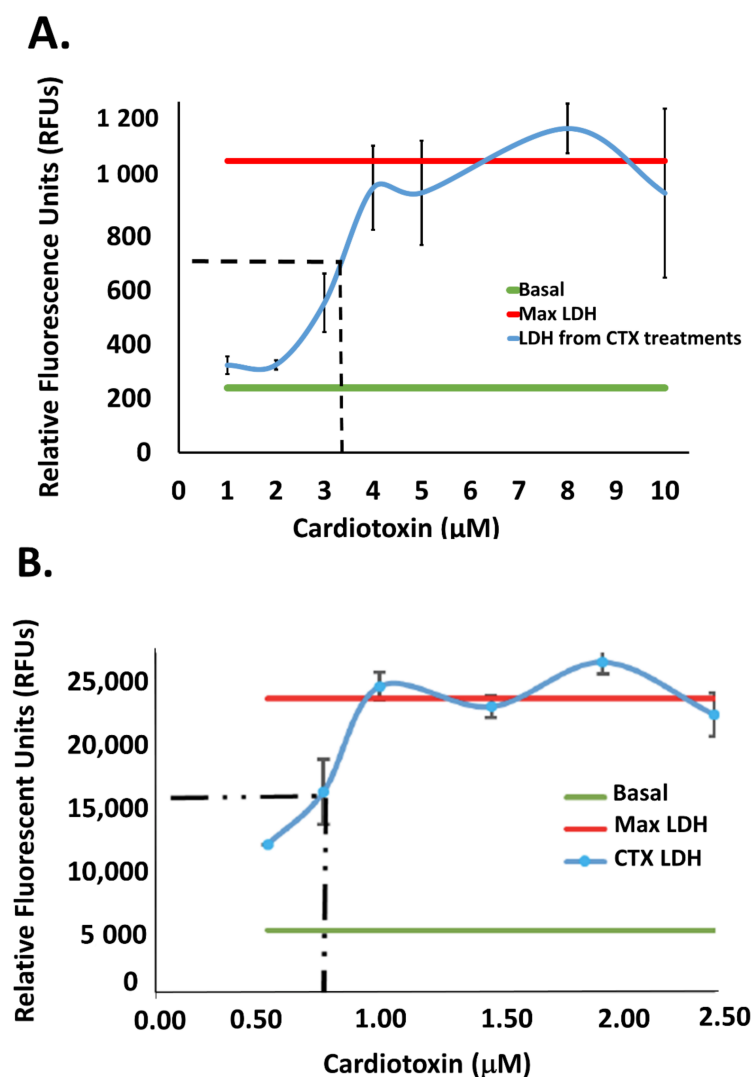 A.
Relative Fluorescence Units (RFUs)
1 200
1 000
800
600
400
200
0
Basal
Max LDH
LDH from CTX treatments
0 1 2 3 4 5 6 7 8 9 10
Cardiotoxin (µM)
B.
Relative Fluorescent Units (RFUs)
25,000
20,000
15,000
10,000
5 000
0
Basal
Max LDH
CTX LDH
0.00 0.50 1.00 1.50 2.00 2.50
Cardiotoxin (µM)